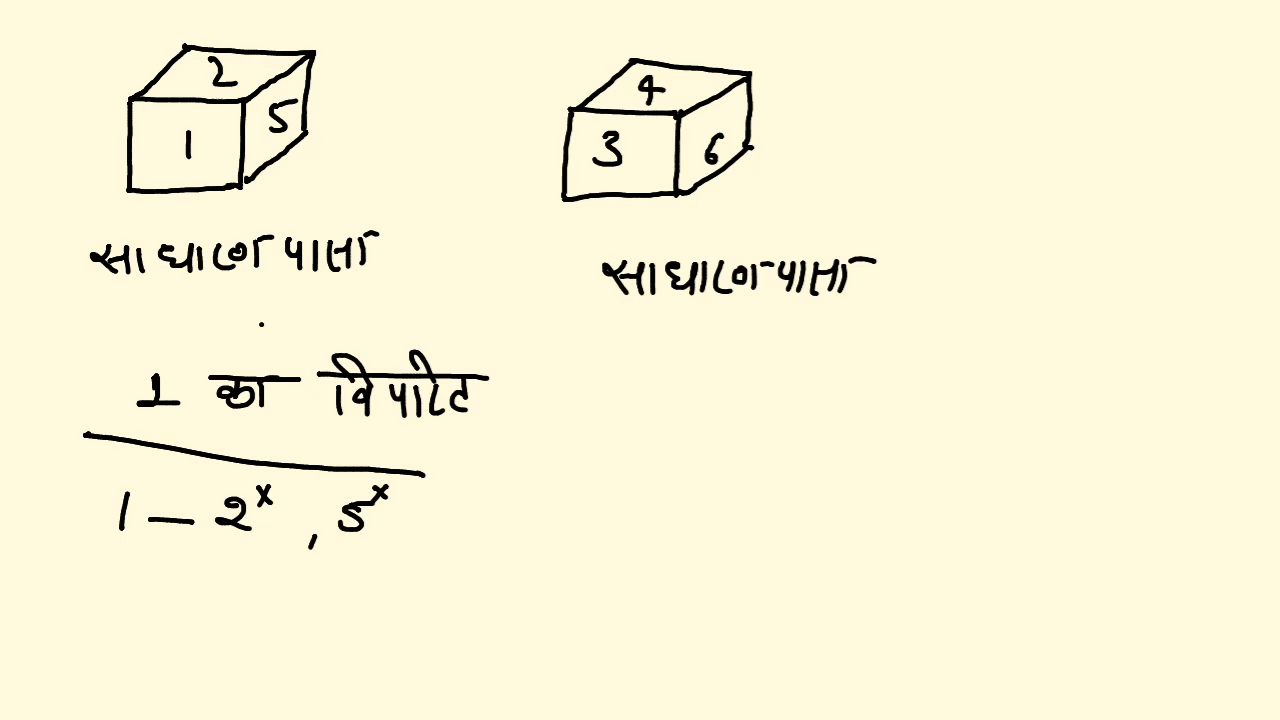 2
1 5
4
3 6
साधारण पासा
साधारण पासा
1 का विपरित
1 — 2ˣ , 5ˣ